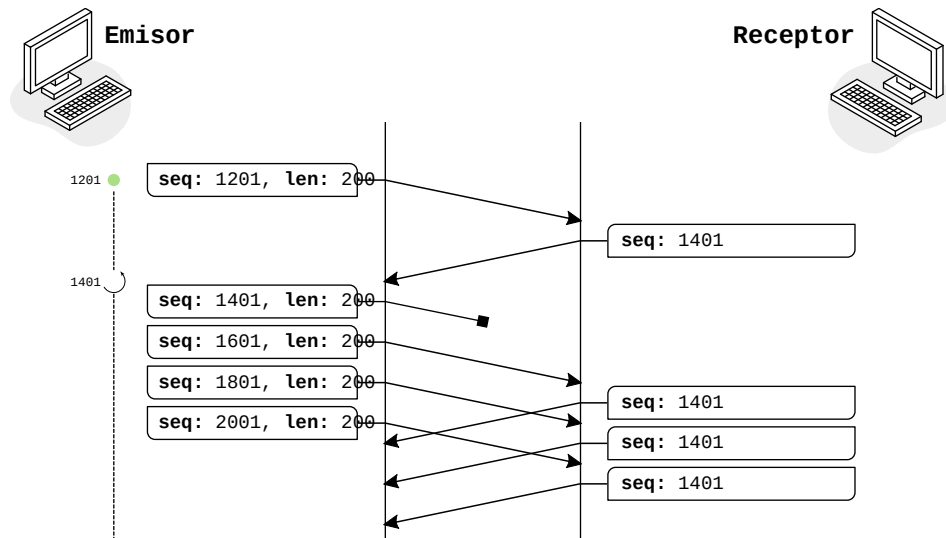 Emisor
Receptor
1201
seq: 1201, len: 200
seq: 1401
1401
seq: 1401, len: 200
seq: 1601, len: 200
seq: 1801, len: 200
seq: 1401
seq: 2001, len: 200
seq: 1401
seq: 1401